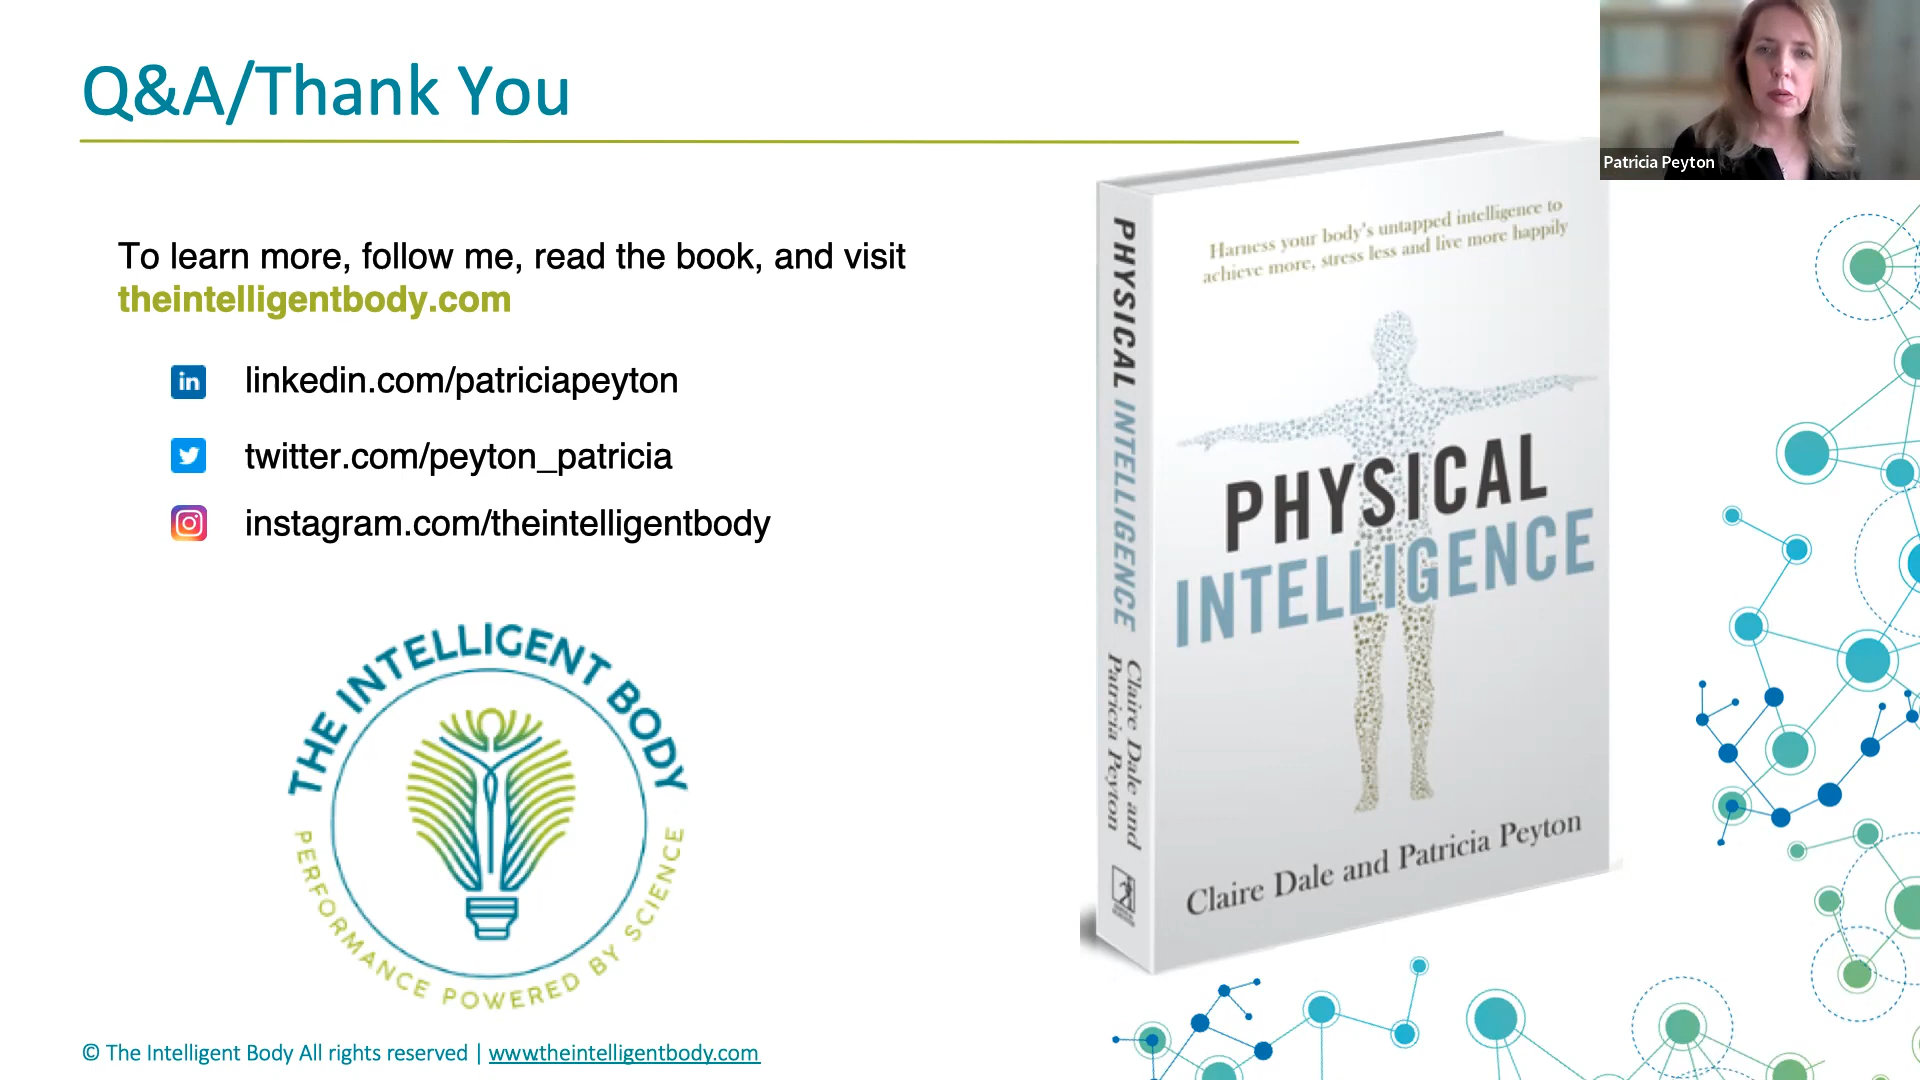 Q&A/Thank You
Patricia Peyton
To learn more, follow me, read the book, and visit
theintelligentbody.com
in linkedin.com/patriciapeyton
twitter.com/peyton_patricia
instagram.com/theintelligentbody
THE INTELLIGENT BODY
PERFORMANCE POWERED BY SCIENCE
PHYSICAL INTELLIGENCE
Claire Dale and
Patricia Peyton
Harness your body's untapped intelligence to
achieve more, stress less and live more happily
PHYSICAL
INTELLIGENCE
Claire Dale and Patricia Peyton
© The Intelligent Body All rights reserved | www.theintelligentbody.com